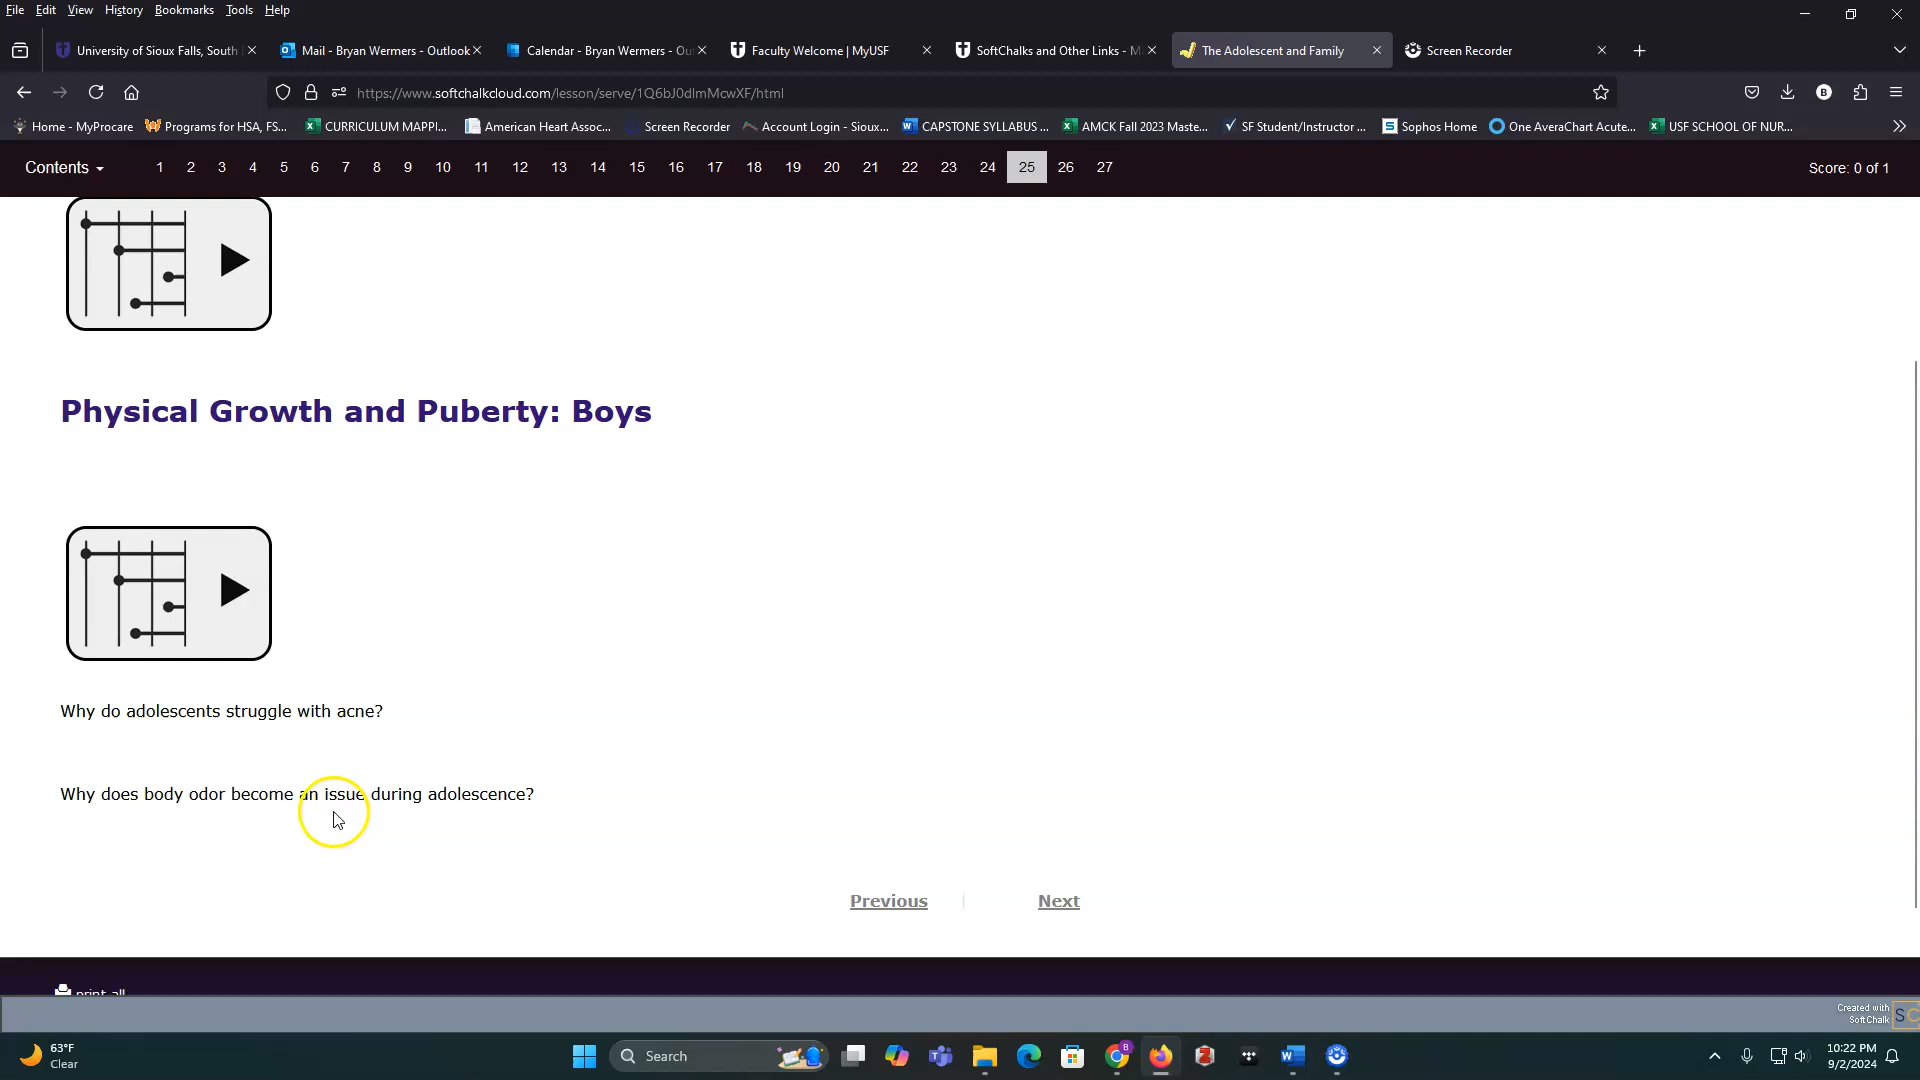 File Edit View History Bookmarks Tools Help
University of Sioux Falls, South
Mail - Bryan Wermers - Outlook
Calendar - Bryan Wermers - Ou
Faculty Welcome | MyUSF
SoftChalks and Other Links - M
The Adolescent and Family
Screen Recorder
https://www.softchalkcloud.com/lesson/serve/1Q6bJ0dlmMcwXF/html
B
Home - MyProcare
Programs for HSA, FS...
CURRICULUM MAPPI...
American Heart Assoc...
Screen Recorder
Account Login - Sioux...
CAPSTONE SYLLABUS ...
AMCK Fall 2023 Maste...
SF Student/Instructor ...
Sophos Home
One AveraChart Acute...
USF SCHOOL OF NUR...
Contents 1 2 3 4 5 6 7 8 9 10 11 12 13 14 15 16 17 18 19 20 21 22 23 24 25 26 27 Score: 0 of 1
Physical Growth and Puberty: Boys
Why do adolescents struggle with acne?
Why does body odor become an issue during adolescence?
Previous | Next
print all
Created with
SoftChalk
SC
63°F
Clear
Search
10:22 PM
9/2/2024